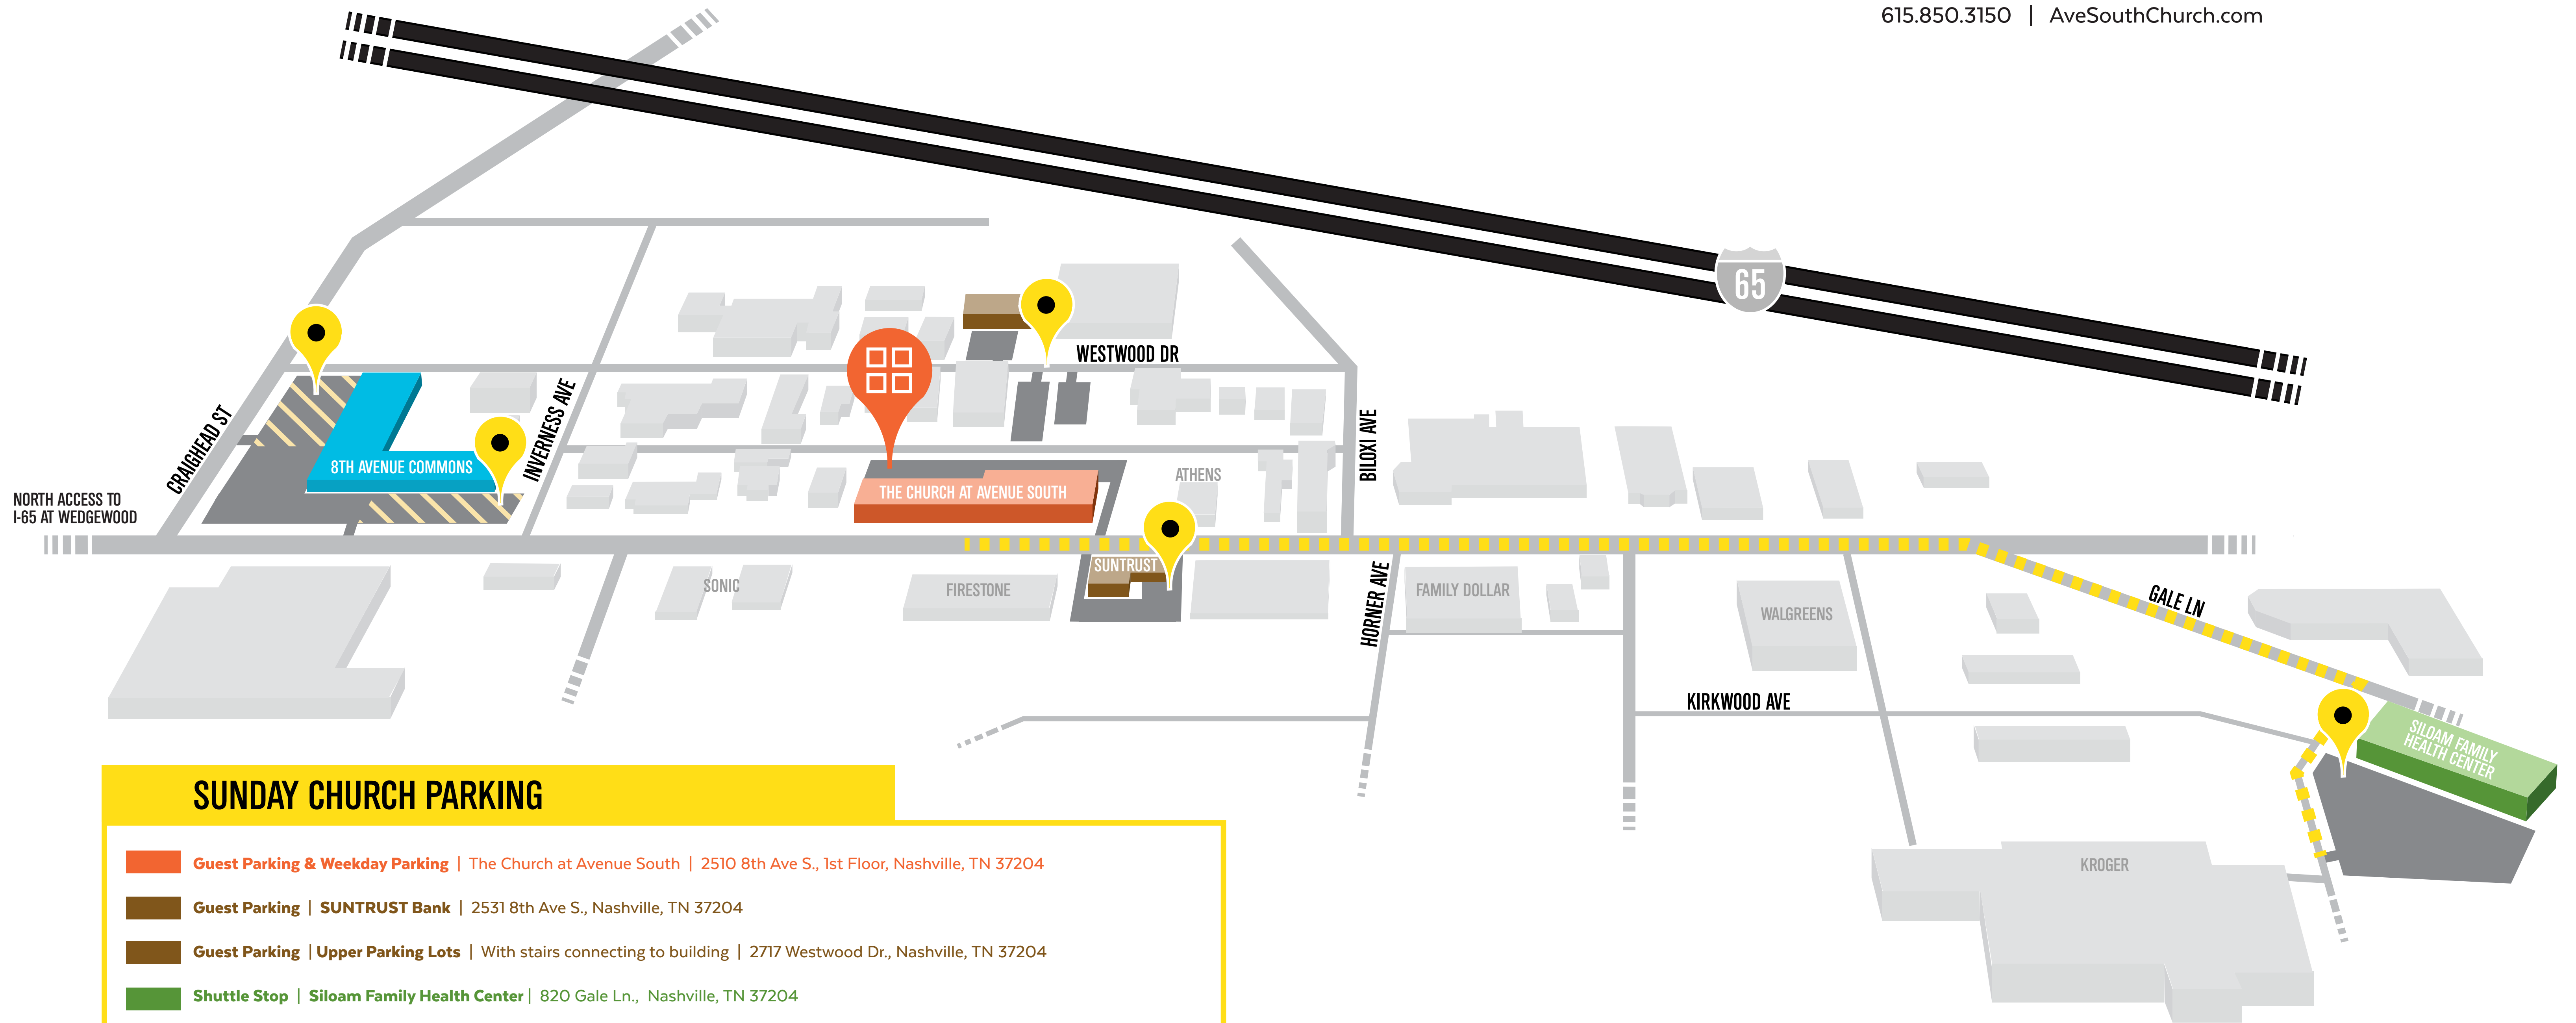 615.850.3150 | AveSouthChurch.com
65
WESTWOOD DR
CRAIGHEAD ST
INVERNESS AVE
BILOXI AVE
8TH AVENUE COMMONS
THE CHURCH AT AVENUE SOUTH
ATHENS
NORTH ACCESS TO
I-65 AT WEDGEWOOD
SUNTRUST
SONIC
FIRESTONE
HORNER AVE
FAMILY DOLLAR
WALGREENS
GALE LN
KIRKWOOD AVE
SILOAM FAMILY
HEALTH CENTER
KROGER
SUNDAY CHURCH PARKING
Guest Parking & Weekday Parking | The Church at Avenue South | 2510 8th Ave S., 1st Floor, Nashville, TN 37204
Guest Parking | SUNTRUST Bank | 2531 8th Ave S., Nashville, TN 37204
Guest Parking | Upper Parking Lots | With stairs connecting to building | 2717 Westwood Dr., Nashville, TN 37204
Shuttle Stop | Siloam Family Health Center | 820 Gale Ln., Nashville, TN 37204